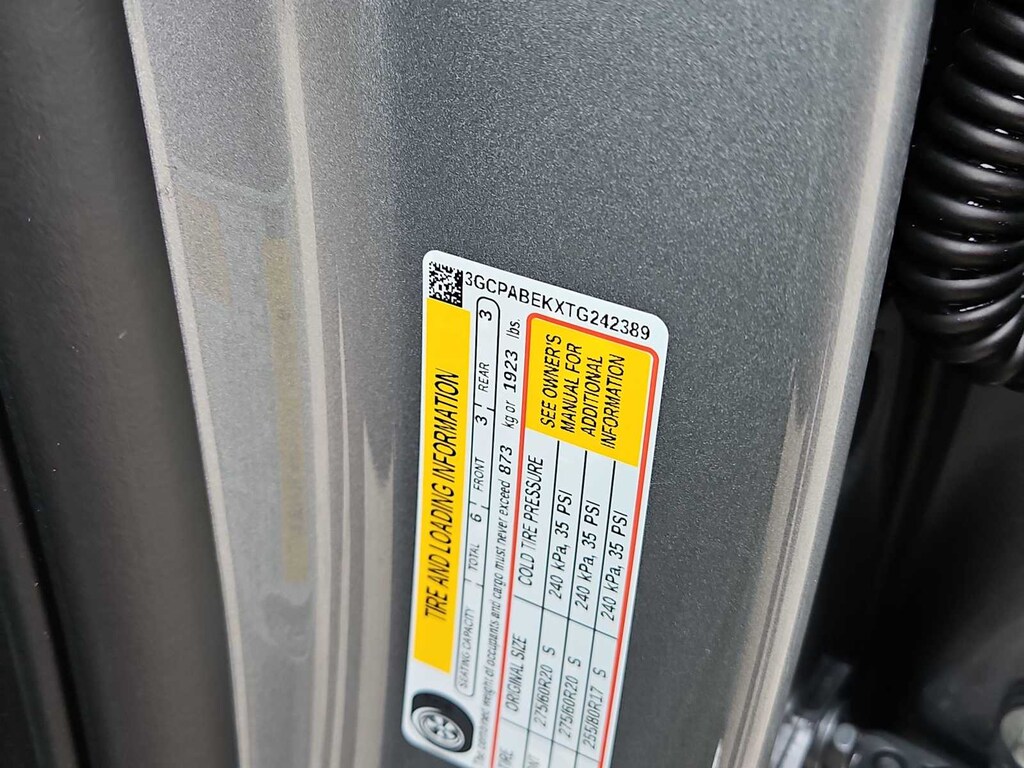 3GCPABEKXTG242389
TIRE AND LOADING INFORMATION
SEATING CAPACITY TOTAL 6 FRONT 3 REAR 3
The combined weight of occupants and cargo must never exceed 873 kg or 1923 lbs.
ORIGINAL SIZE COLD TIRE PRESSURE
275/60R20 S 240 kPa, 35 PSI
275/60R20 S 240 kPa, 35 PSI
255/80R17 S 240 kPa, 35 PSI
SEE OWNER'S
MANUAL FOR
ADDITIONAL
INFORMATION